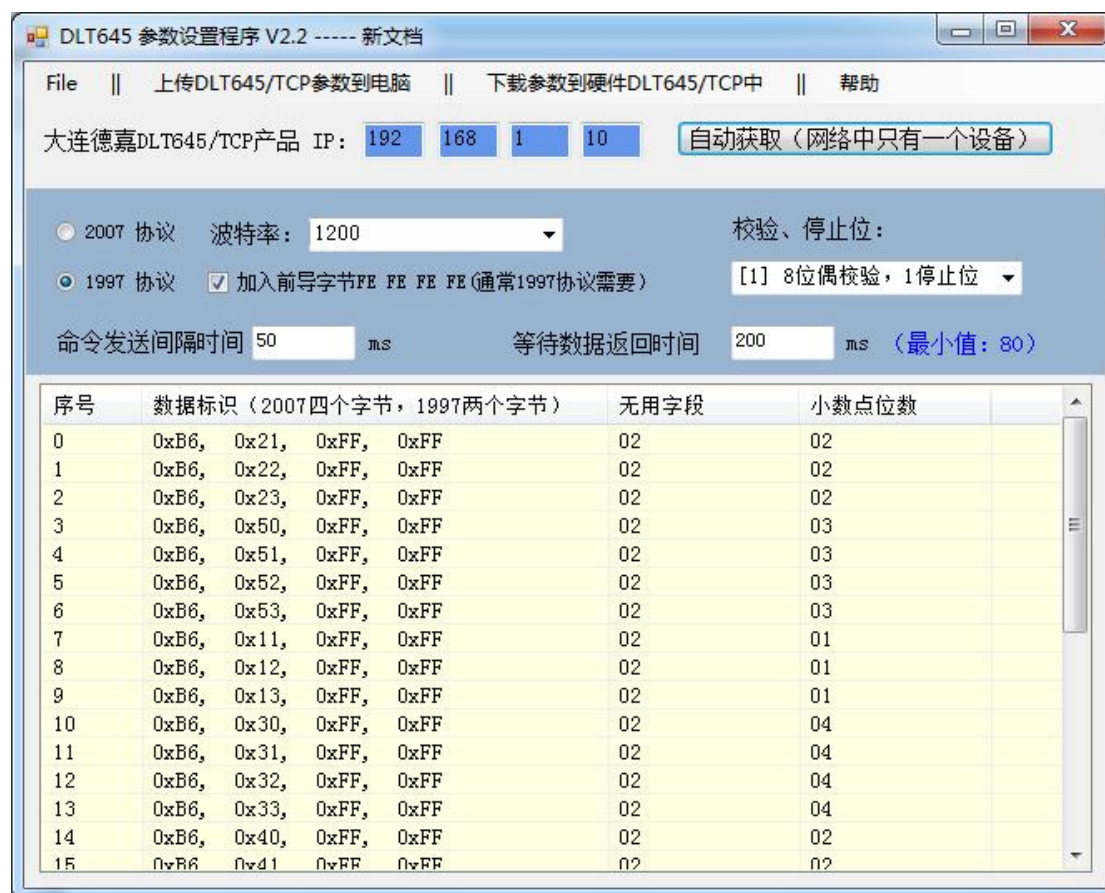 DLT645 参数设置程序 V2.2 ----- 新文档
File || 上传DLT645/TCP参数到电脑 || 下载参数到硬件DLT645/TCP中 || 帮助
大连德嘉DLT645/TCP产品 IP: 192 168 1 10 自动获取（网络中只有一个设备）
2007 协议 波特率: 1200 校验、停止位:
1997 协议 加入前导字节FE FE FE FE(通常1997协议需要) [1] 8位偶校验，1停止位
命令发送间隔时间 50 ms 等待数据返回时间 200 ms （最小值: 80）
序号 数据标识（2007四个字节，1997两个字节） 无用字段 小数点位数
0 0xB6, 0x21, 0xFF, 0xFF 02 02
1 0xB6, 0x22, 0xFF, 0xFF 02 02
2 0xB6, 0x23, 0xFF, 0xFF 02 02
3 0xB6, 0x50, 0xFF, 0xFF 02 03
4 0xB6, 0x51, 0xFF, 0xFF 02 03
5 0xB6, 0x52, 0xFF, 0xFF 02 03
6 0xB6, 0x53, 0xFF, 0xFF 02 03
7 0xB6, 0x11, 0xFF, 0xFF 02 01
8 0xB6, 0x12, 0xFF, 0xFF 02 01
9 0xB6, 0x13, 0xFF, 0xFF 02 01
10 0xB6, 0x30, 0xFF, 0xFF 02 04
11 0xB6, 0x31, 0xFF, 0xFF 02 04
12 0xB6, 0x32, 0xFF, 0xFF 02 04
13 0xB6, 0x33, 0xFF, 0xFF 02 04
14 0xB6, 0x40, 0xFF, 0xFF 02 02
15 0xB6, 0x41, 0xFF, 0xFF 02 02